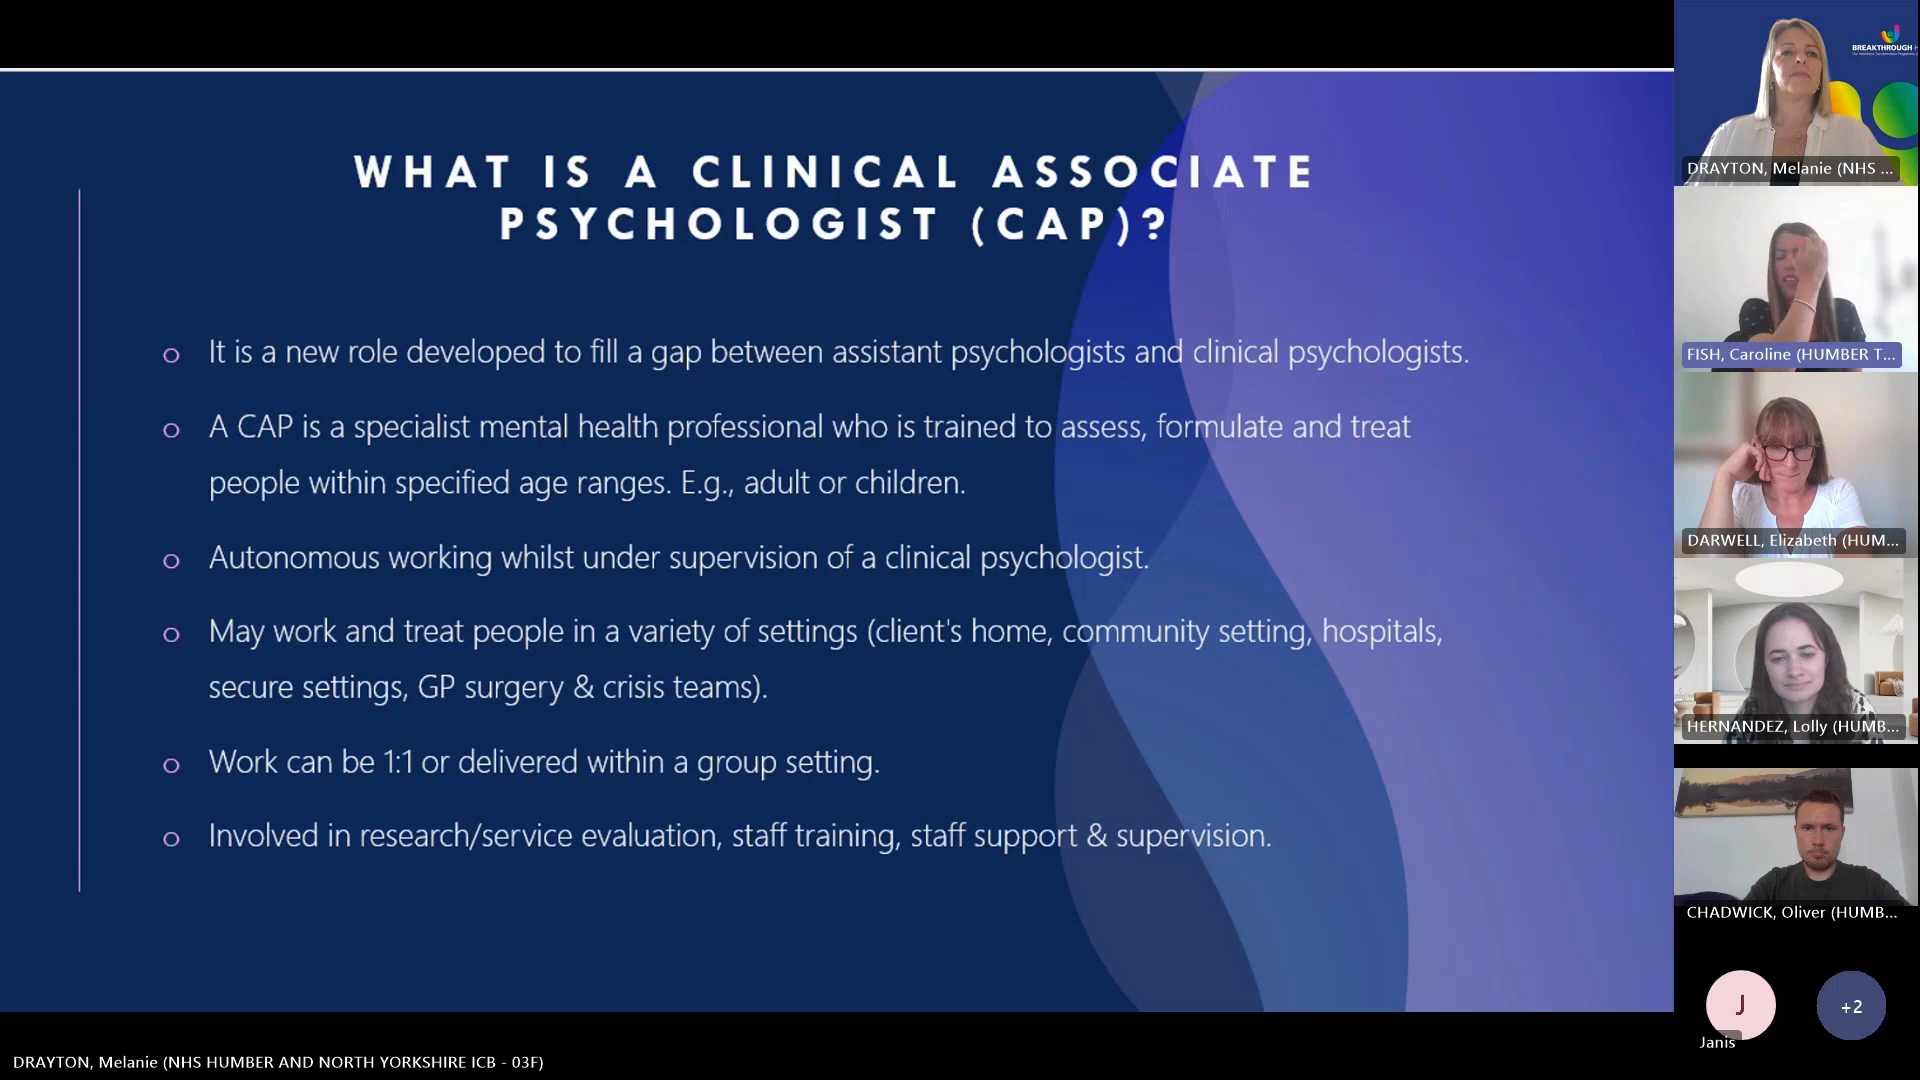 WHAT IS A CLINICAL ASSOCIATE
PSYCHOLOGIST (CAP)?
o It is a new role developed to fill a gap between assistant psychologists and clinical psychologists.
o A CAP is a specialist mental health professional who is trained to assess, formulate and treat
people within specified age ranges. E.g., adult or children.
o Autonomous working whilst under supervision of a clinical psychologist.
o May work and treat people in a variety of settings (client's home, community setting, hospitals,
secure settings, GP surgery & crisis teams).
o Work can be 1:1 or delivered within a group setting.
o Involved in research/service evaluation, staff training, staff support & supervision.
BREAKTHROUGH
DRAYTON, Melanie (NHS ...
FISH, Caroline (HUMBER T...
DARWELL, Elizabeth (HUM...
HERNANDEZ, Lolly (HUMB...
CHADWICK, Oliver (HUMB...
J
+2
Janis
DRAYTON, Melanie (NHS HUMBER AND NORTH YORKSHIRE ICB - 03F)